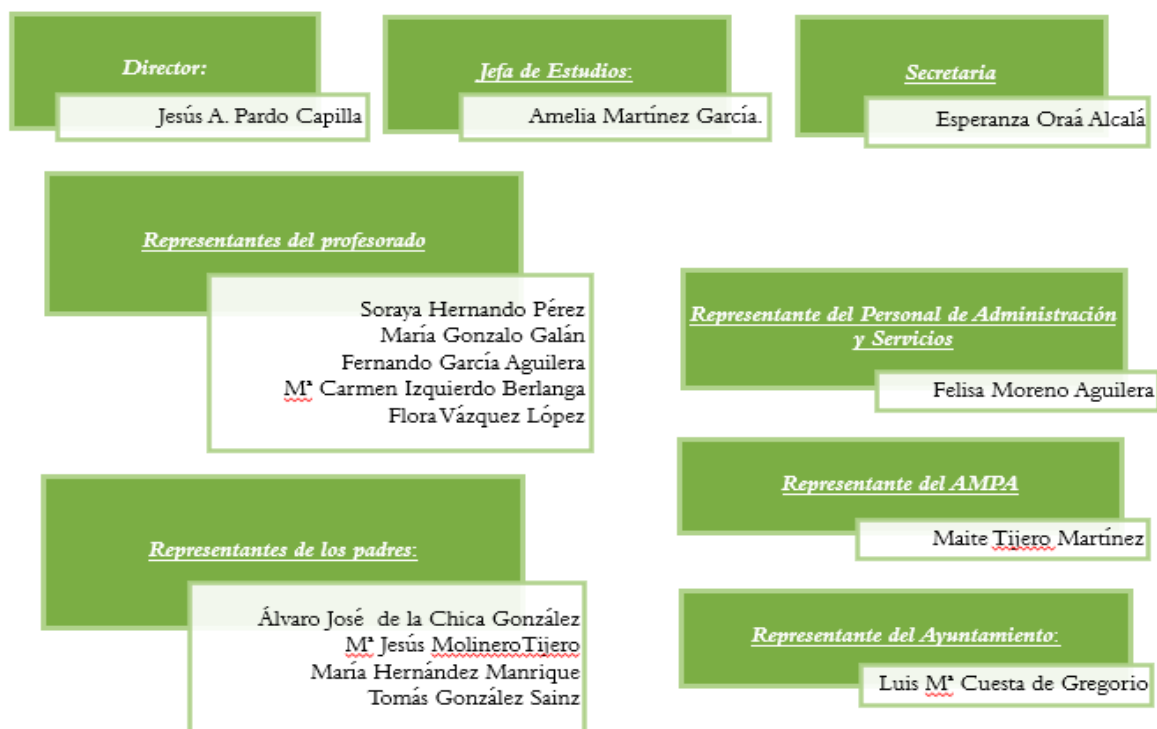 Director:
Jesús A. Pardo Capilla
Jefa de Estudios:
Amelia Martínez García.
Secretaria
Esperanza Oraá Alcalá
Representantes del profesorado
Soraya Hernando Pérez
María Gonzalo Galán
Fernando García Aguilera
Mª Carmen Izquierdo Berlanga
Flora Vázquez López
Representante del Personal de Administración
y Servicios
Felisa Moreno Aguilera
Representante del AMPA
Maite Tijero Martínez
Representantes de los padres:
Álvaro José de la Chica González
Mª Jesús Molinero Tijero
María Hernández Manrique
Tomás González Sainz
Representante del Ayuntamiento:
Luis Mª Cuesta de Gregorio